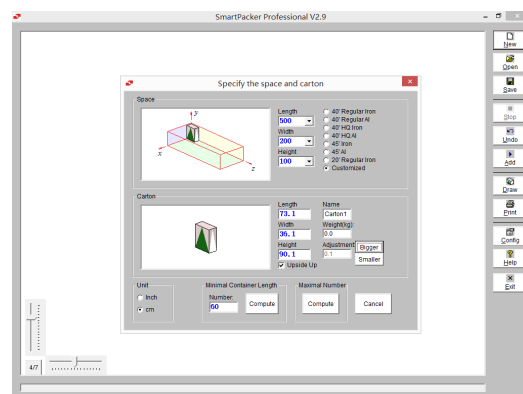 SmartPacker Professional V2.9
New
Open
Save
Stop
Undo
Add
Draw
Print
Config
Help
Exit
Specify the space and carton
Space
y
x
z
Length
500
Width
200
Height
100
40' Regular Iron
40' Regular Al
40' HQ Iron
40' HQ Al
45' Iron
45' Al
20' Regular Iron
Customized
Carton
Length
73.1
Width
36.1
Height
90.1
Upside Up
Name
Carton1
Weight(kg):
0.0
Adjustment
0.1
Bigger
Smaller
Unit
Inch
cm
Minimal Container Length
Number:
60
Compute
Maximal Number
Compute
Cancel
4/7